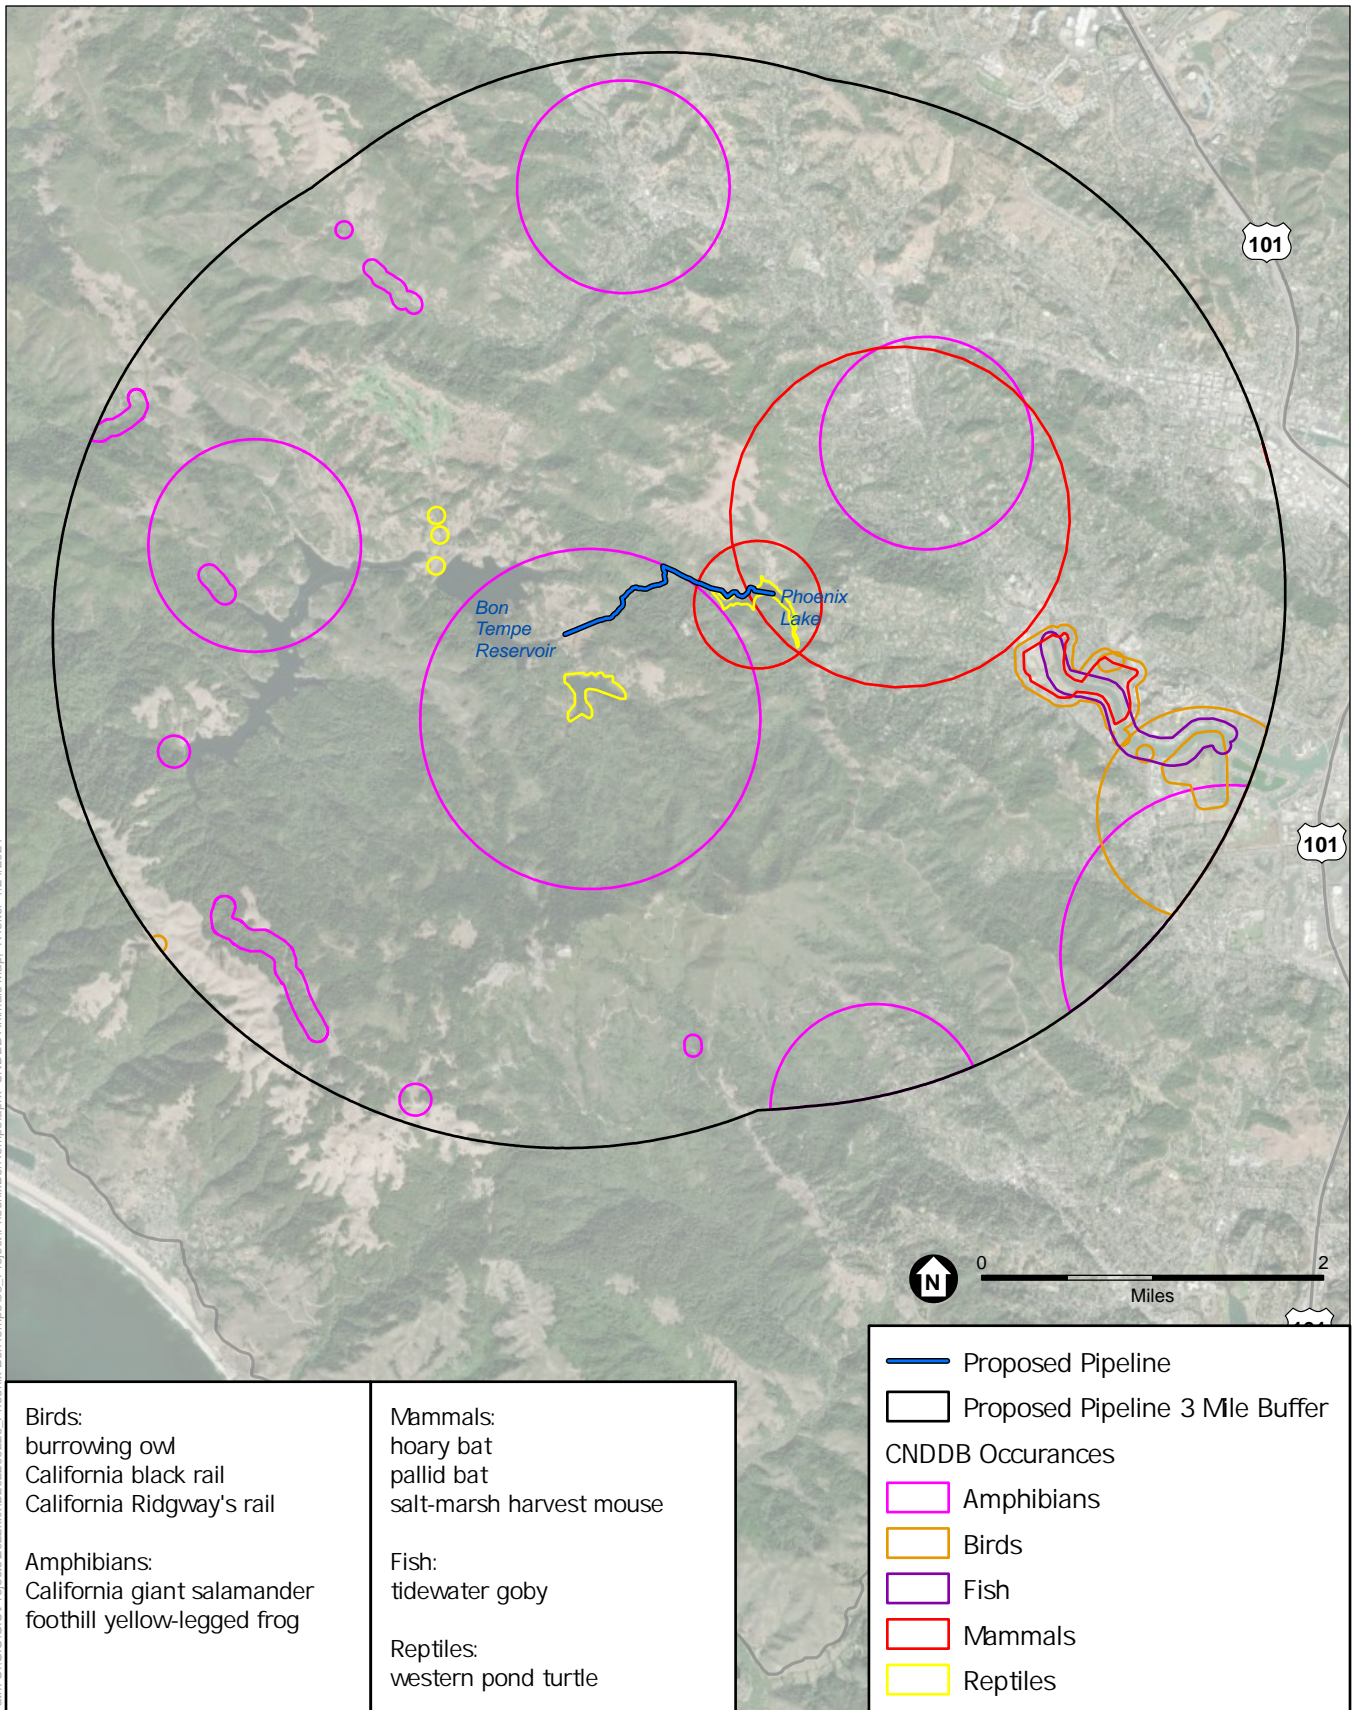 101
Bon
Tempe
Reservoir
Phoenix
Lake
101
0 2
N
Miles
Birds:
burrowing owl
California black rail
California Ridgway's rail
Amphibians:
California giant salamander
foothill yellow-legged frog
Mammals:
hoary bat
pallid bat
salt-marsh harvest mouse
Fish:
tidewater goby
Reptiles:
western pond turtle
Proposed Pipeline
Proposed Pipeline 3 Mile Buffer
CNDDB Occurances
Amphibians
Birds
Fish
Mammals
Reptiles